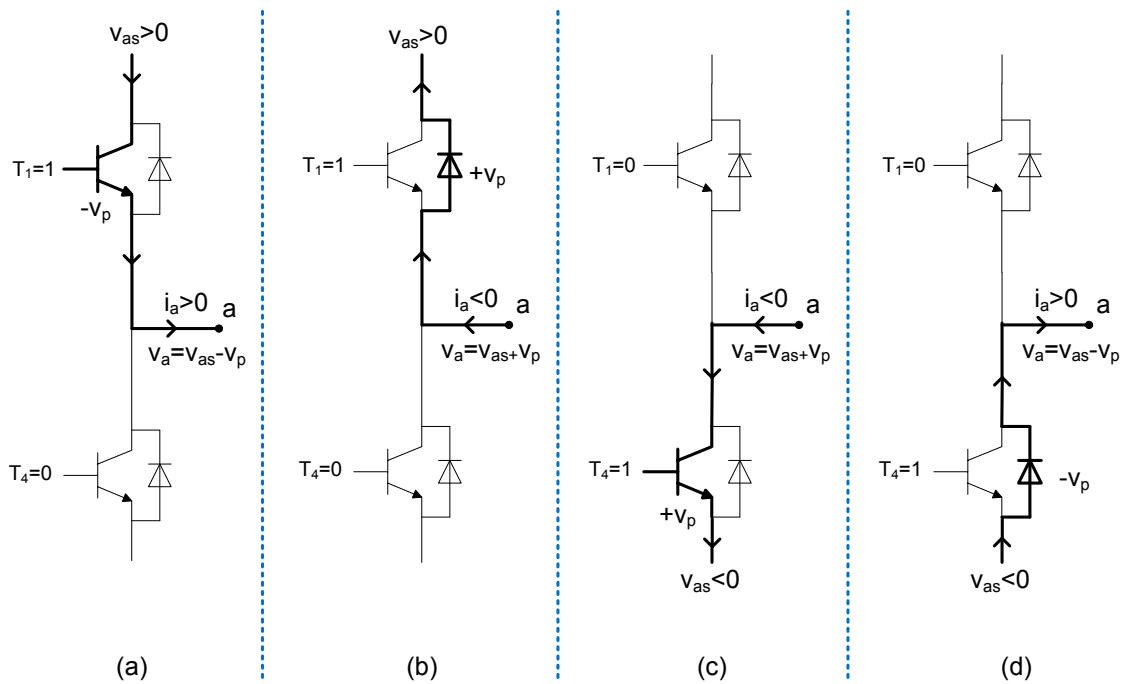 vas>0
T1=1
-vp
ia>0 a
va=vas-vp
T4=0
(a)
vas>0
T1=1
+vp
ia<0 a
va=vas+vp
T4=0
(b)
T1=0
ia<0 a
va=vas+vp
T4=1
+vp
vas<0
(c)
T1=0
ia>0 a
va=vas-vp
T4=1
-vp
vas<0
(d)